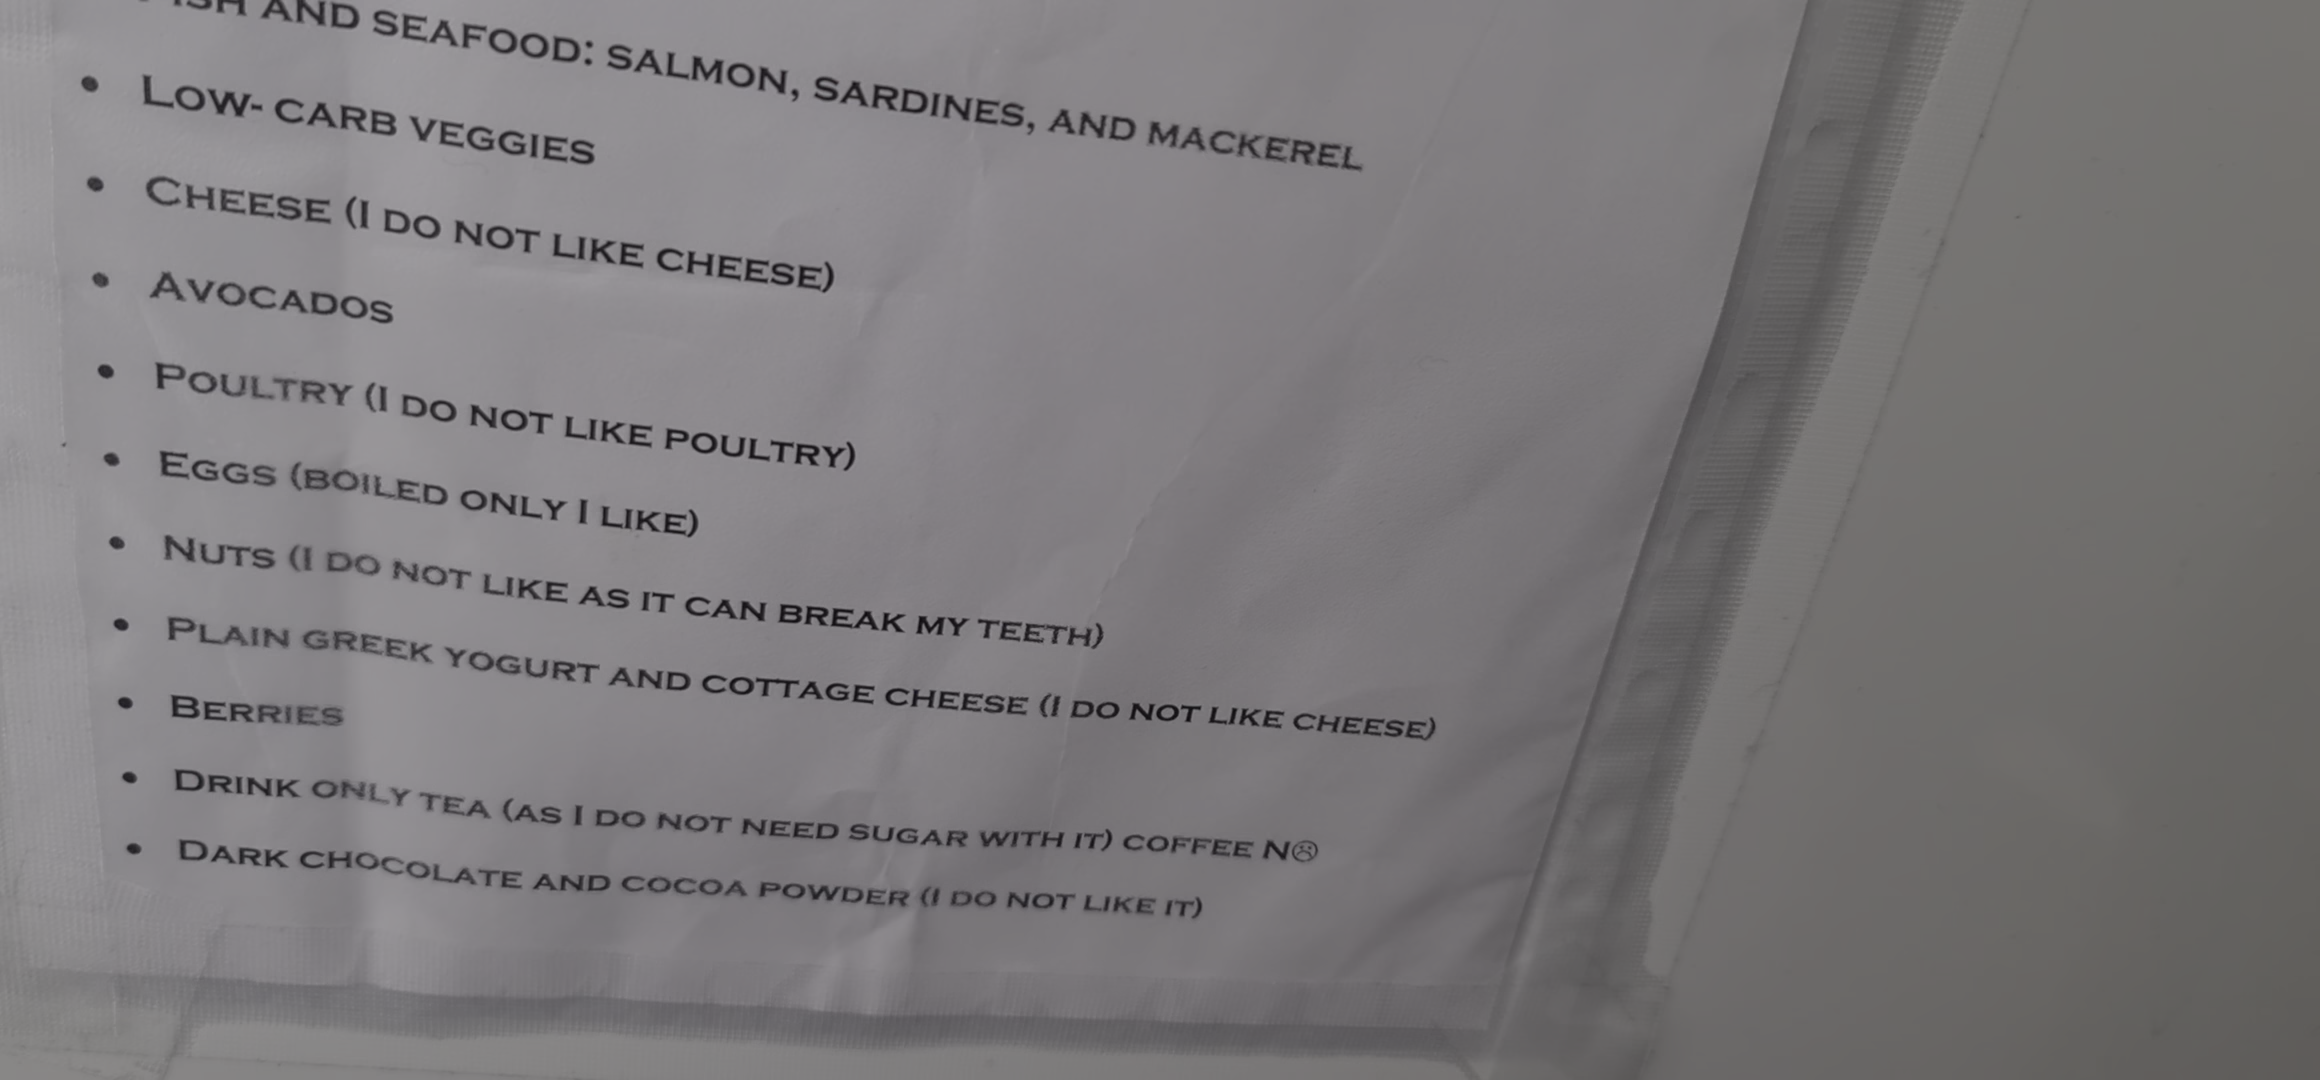 AND SEAFOOD: SALMON, SARDINES, AND MACKEREL
• LOW- CARB VEGGIES
• CHEESE (I DO NOT LIKE CHEESE)
• AVOCADOS
• POULTRY (I DO NOT LIKE POULTRY)
• EGGS (BOILED ONLY I LIKE)
• NUTS (I DO NOT LIKE AS IT CAN BREAK MY TEETH)
• PLAIN GREEK YOGURT AND COTTAGE CHEESE (I DO NOT LIKE CHEESE)
• BERRIES
• DRINK ONLY TEA (AS I DO NOT NEED SUGAR WITH IT) COFFEE N☹
• DARK CHOCOLATE AND COCOA POWDER (I DO NOT LIKE IT)